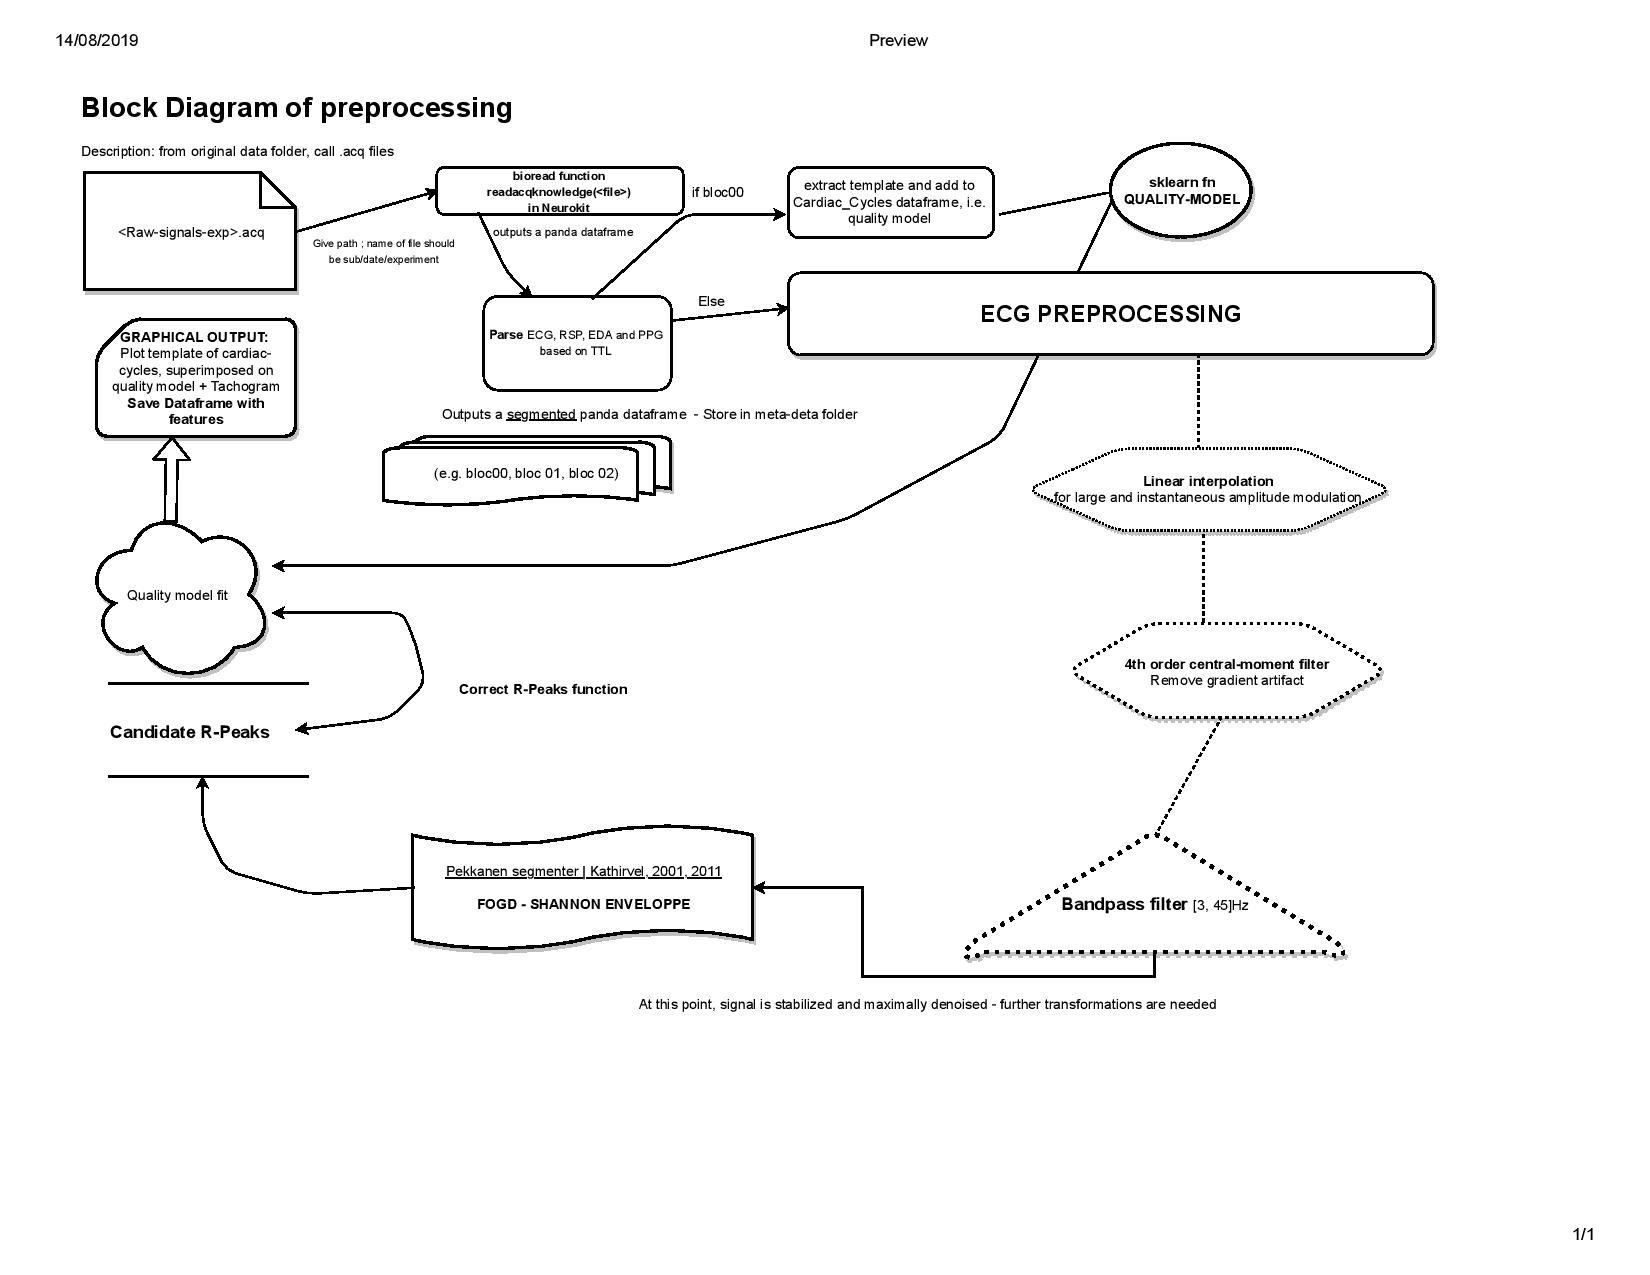 14/08/2019
Preview
Block Diagram of preprocessing
Description: from original data folder, call .acq files
<Raw-signals-exp>.acq
Give path ; name of file should
be sub/date/experiment
bioread function
readacqknowledge(<file>)
in Neurokit
outputs a panda dataframe
if bloc00
extract template and add to
Cardiac_Cycles dataframe, i.e.
quality model
sklearn fn
QUALITY-MODEL
Parse ECG, RSP, EDA and PPG
based on TTL
Else
ECG PREPROCESSING
GRAPHICAL OUTPUT:
Plot template of cardiac-
cycles, superimposed on
quality model + Tachogram
Save Dataframe with
features
Outputs a segmented panda dataframe - Store in meta-deta folder
(e.g. bloc00, bloc 01, bloc 02)
Linear interpolation
for large and instantaneous amplitude modulation
Quality model fit
4th order central-moment filter
Remove gradient artifact
Correct R-Peaks function
Candidate R-Peaks
Pekkanen segmenter | Kathirvel, 2001, 2011
FOGD - SHANNON ENVELOPPE
Bandpass filter [3, 45]Hz
At this point, signal is stabilized and maximally denoised - further transformations are needed
1/1